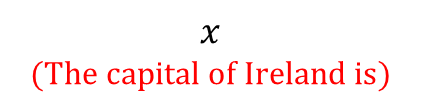 x
(The capital of Ireland is)